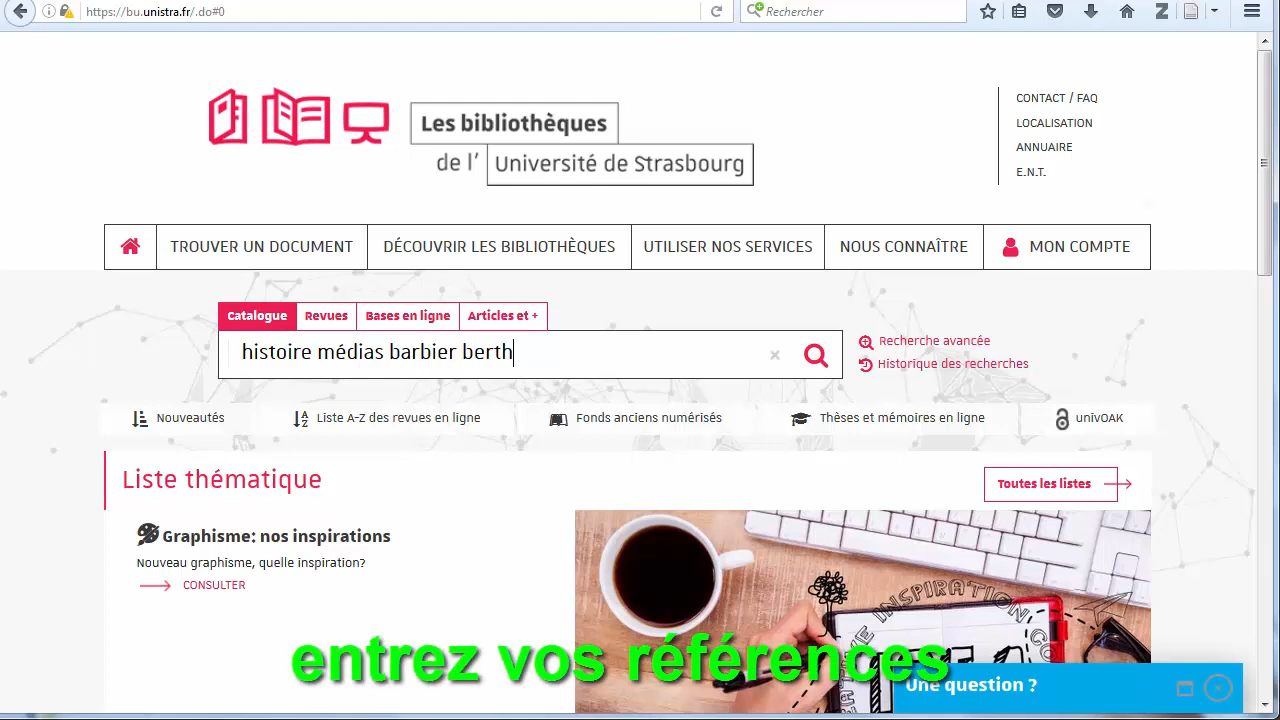 https://bu.unistra.fr/.do#0
Rechercher
Les bibliothèques
de l' Université de Strasbourg
CONTACT / FAQ
LOCALISATION
ANNUAIRE
E.N.T.
TROUVER UN DOCUMENT
DÉCOUVRIR LES BIBLIOTHÈQUES
UTILISER NOS SERVICES
NOUS CONNAÎTRE
MON COMPTE
Catalogue
Revues
Bases en ligne
Articles et +
histoire médias barbier berth
Recherche avancée
Historique des recherches
Nouveautés
Liste A-Z des revues en ligne
Fonds anciens numérisés
Thèses et mémoires en ligne
univOAK
Liste thématique
Toutes les listes
Graphisme: nos inspirations
Nouveau graphisme, quelle inspiration?
CONSULTER
INSPIRATION
entrez vos références
Une question ?